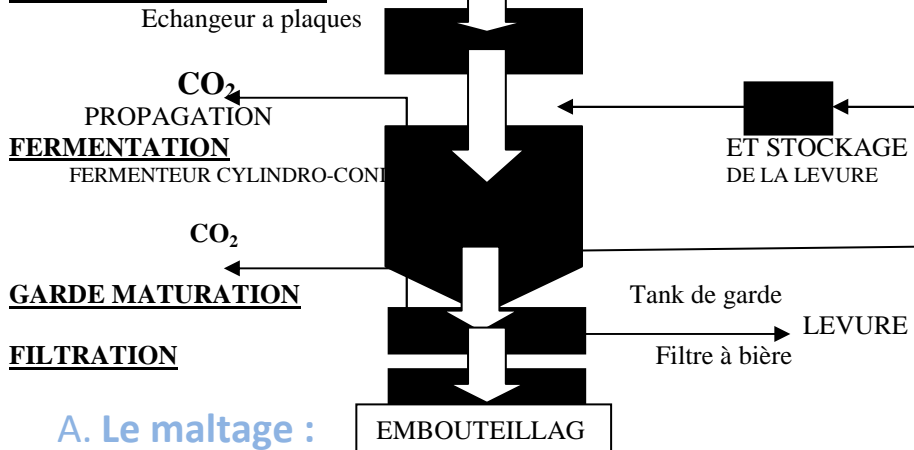 Echangeur a plaques
CO2
PROPAGATION
FERMENTATION
ET STOCKAGE
FERMENTEUR CYLINDRO-CONI
DE LA LEVURE
CO2
GARDE MATURATION
Tank de garde
LEVURE
FILTRATION
Filtre à bière
A. Le maltage :
EMBOUTEILLAG